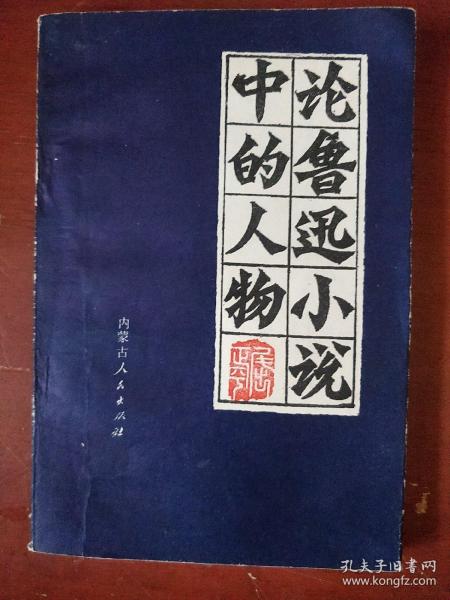 论鲁迅小说
中的人物
内蒙古人民出版社
孔夫子旧书网
www.kongfz.com